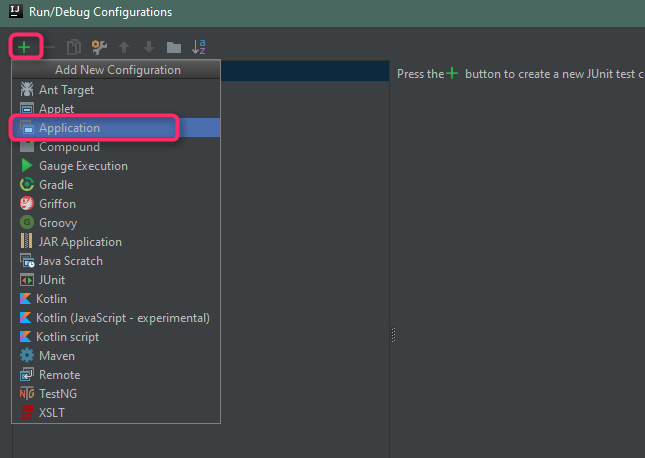 Run/Debug Configurations
Add New Configuration
Press the + button to create a new JUnit test c
Ant Target
Applet
Application
Compound
Gauge Execution
Gradle
Griffon
Groovy
JAR Application
Java Scratch
JUnit
Kotlin
Kotlin (JavaScript - experimental)
Kotlin script
Maven
Remote
TestNG
XSLT